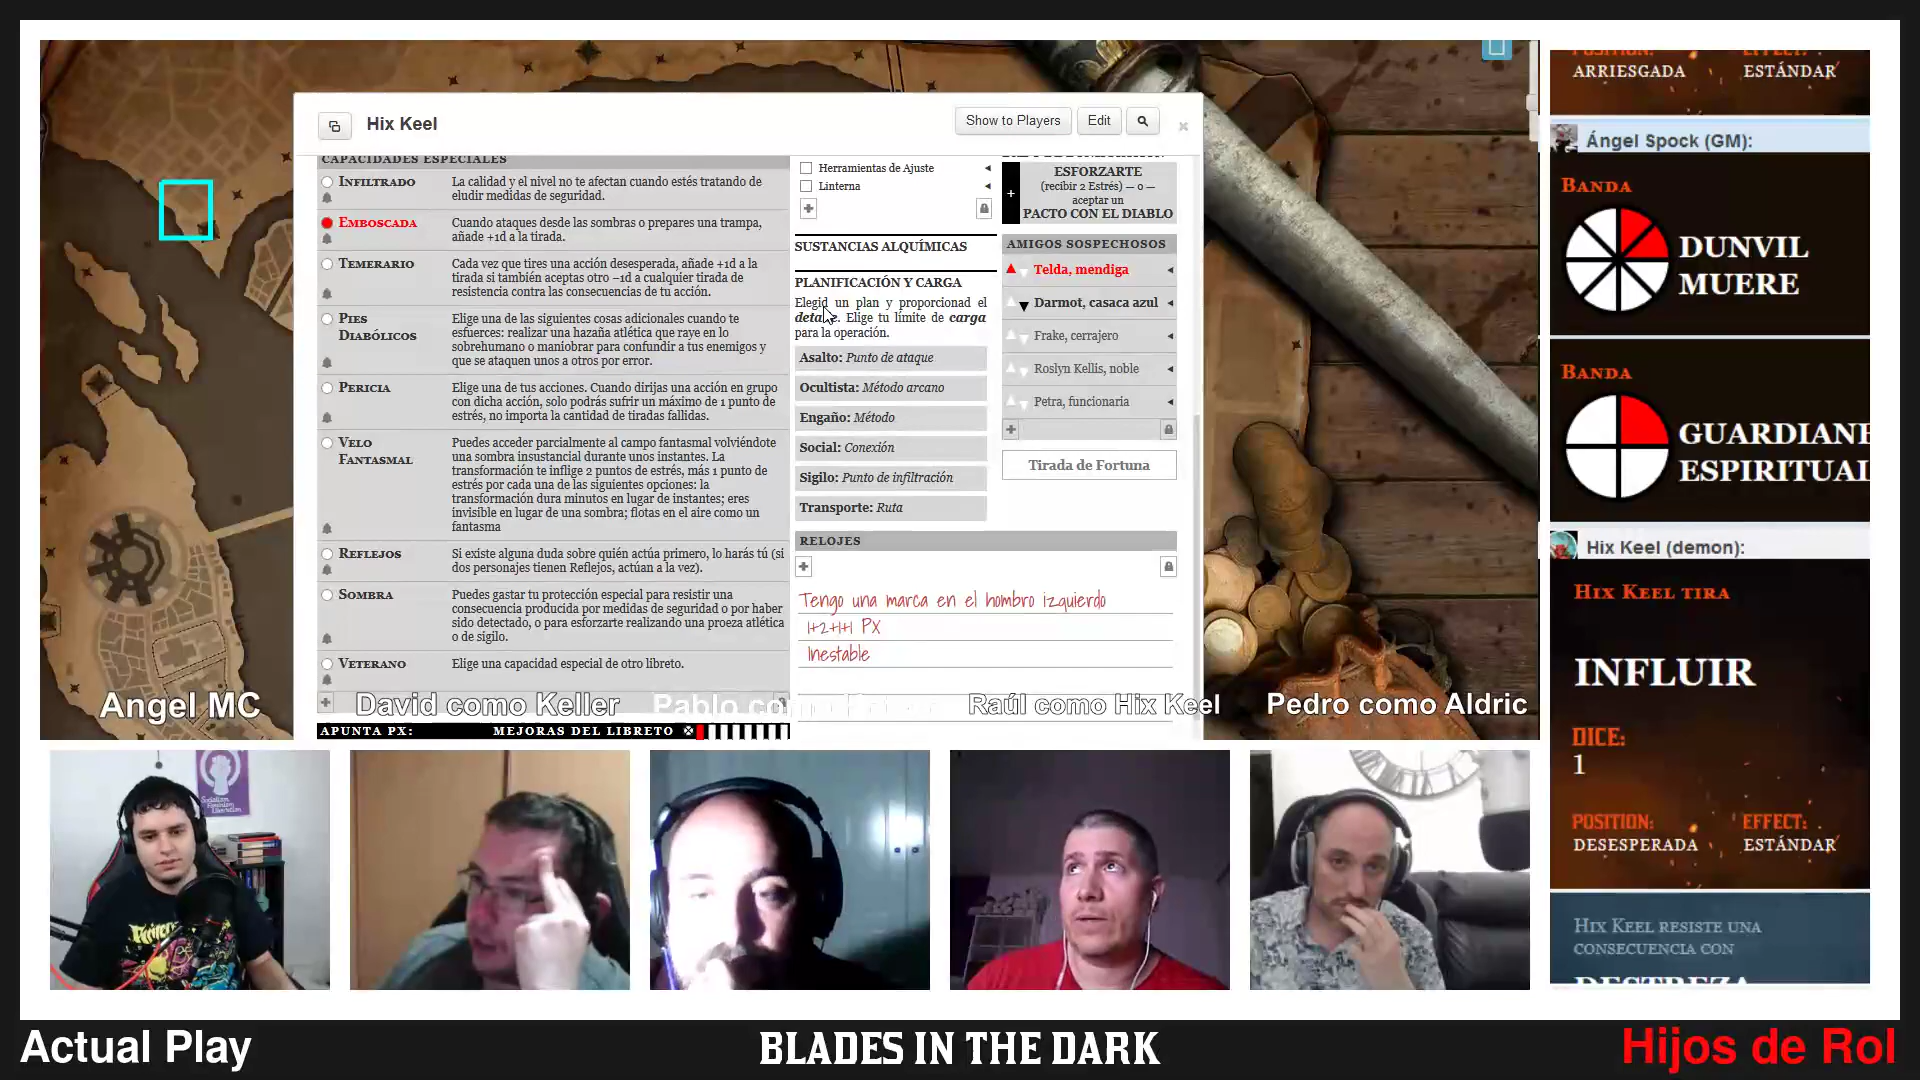 Hix Keel
Show to Players
Edit
CAPACIDADES ESPECIALES
INFILTRADO
La calidad y el nivel no te afectan cuando estés tratando de
eludir medidas de seguridad.
EMBOSCADA
Cuando ataques desde las sombras o prepares una trampa,
añade +1d a la tirada.
TEMERARIO
Cada vez que tires una acción desesperada, añade +1d a la
tirada si también aceptas otro −1d a cualquier tirada de
resistencia contra las consecuencias de tu acción.
PIES
DIABÓLICOS
Elige una de las siguientes cosas adicionales cuando te
esfuerces: realizar una hazaña atlética que raye en lo
sobrehumano o maniobrar para confundir a tus enemigos y
que se ataquen unos a otros por error.
PERICIA
Elige una de tus acciones. Cuando dirijas una acción en grupo
con dicha acción, solo podrás sufrir un máximo de 1 punto de
estrés, no importa la cantidad de tiradas fallidas.
VELO
FANTASMAL
Puedes acceder parcialmente al campo fantasmal volviéndote
una sombra insustancial durante unos instantes. La
transformación te inflige 2 puntos de estrés, más 1 punto de
estrés por cada una de las siguientes opciones: la
transformación dura minutos en lugar de instantes; eres
invisible en lugar de una sombra; flotas en el aire como un
fantasma
REFLEJOS
Si existe alguna duda sobre quién actúa primero, lo harás tú (si
dos personajes tienen Reflejos, actúan a la vez).
SOMBRA
Puedes gastar tu protección especial para resistir una
consecuencia producida por medidas de seguridad o por haber
sido detectado, o para esforzarte realizando una proeza atlética
o de sigilo.
VETERANO
Elige una capacidad especial de otro libreto.
APUNTA PX:
MEJORAS DEL LIBRETO
Herramientas de Ajuste
Linterna
SUSTANCIAS ALQUÍMICAS
PLANIFICACIÓN Y CARGA
Elegid un plan y proporcionad el
detalle. Elige tu límite de carga
para la operación.
Asalto: Punto de ataque
Ocultista: Método arcano
Engaño: Método
Social: Conexión
Sigilo: Punto de infiltración
Transporte: Ruta
ESFORZARTE
(recibir 2 Estrés) — o —
aceptar un
PACTO CON EL DIABLO
AMIGOS SOSPECHOSOS
Telda, mendiga
Darmot, casaca azul
Frake, cerrajero
Roslyn Kellis, noble
Petra, funcionaria
Tirada de Fortuna
RELOJES
Tengo una marca en el hombro izquierdo
1+2+1+1 PX
Inestable
Angel MC
David como Keller
Pablo
Raúl como Hix Keel
Pedro como Aldric
POSITION:
EFFECT:
ARRIESGADA
ESTÁNDAR
Ángel Spock (GM):
BANDA
DUNVIL
MUERE
BANDA
GUARDIANE
ESPIRITUAL
Hix Keel (demon):
HIX KEEL TIRA
INFLUIR
DICE:
1
POSITION:
EFFECT:
DESESPERADA
ESTÁNDAR
HIX KEEL RESISTE UNA
CONSECUENCIA CON
DESTREZA
Actual Play
BLADES IN THE DARK
Hijos de Rol